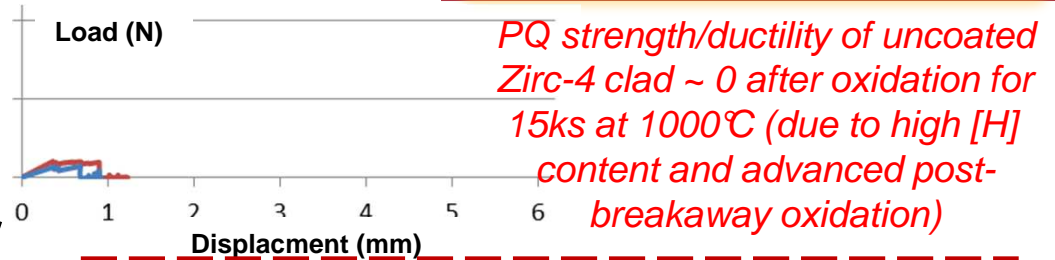 Load (N)
PQ strength/ductility of uncoated
Zirc-4 clad ~ 0 after oxidation for
15ks at 1000°C (due to high [H]
content and advanced post-
breakaway oxidation)
0 1 2 3 4 5 6
Displacment (mm)